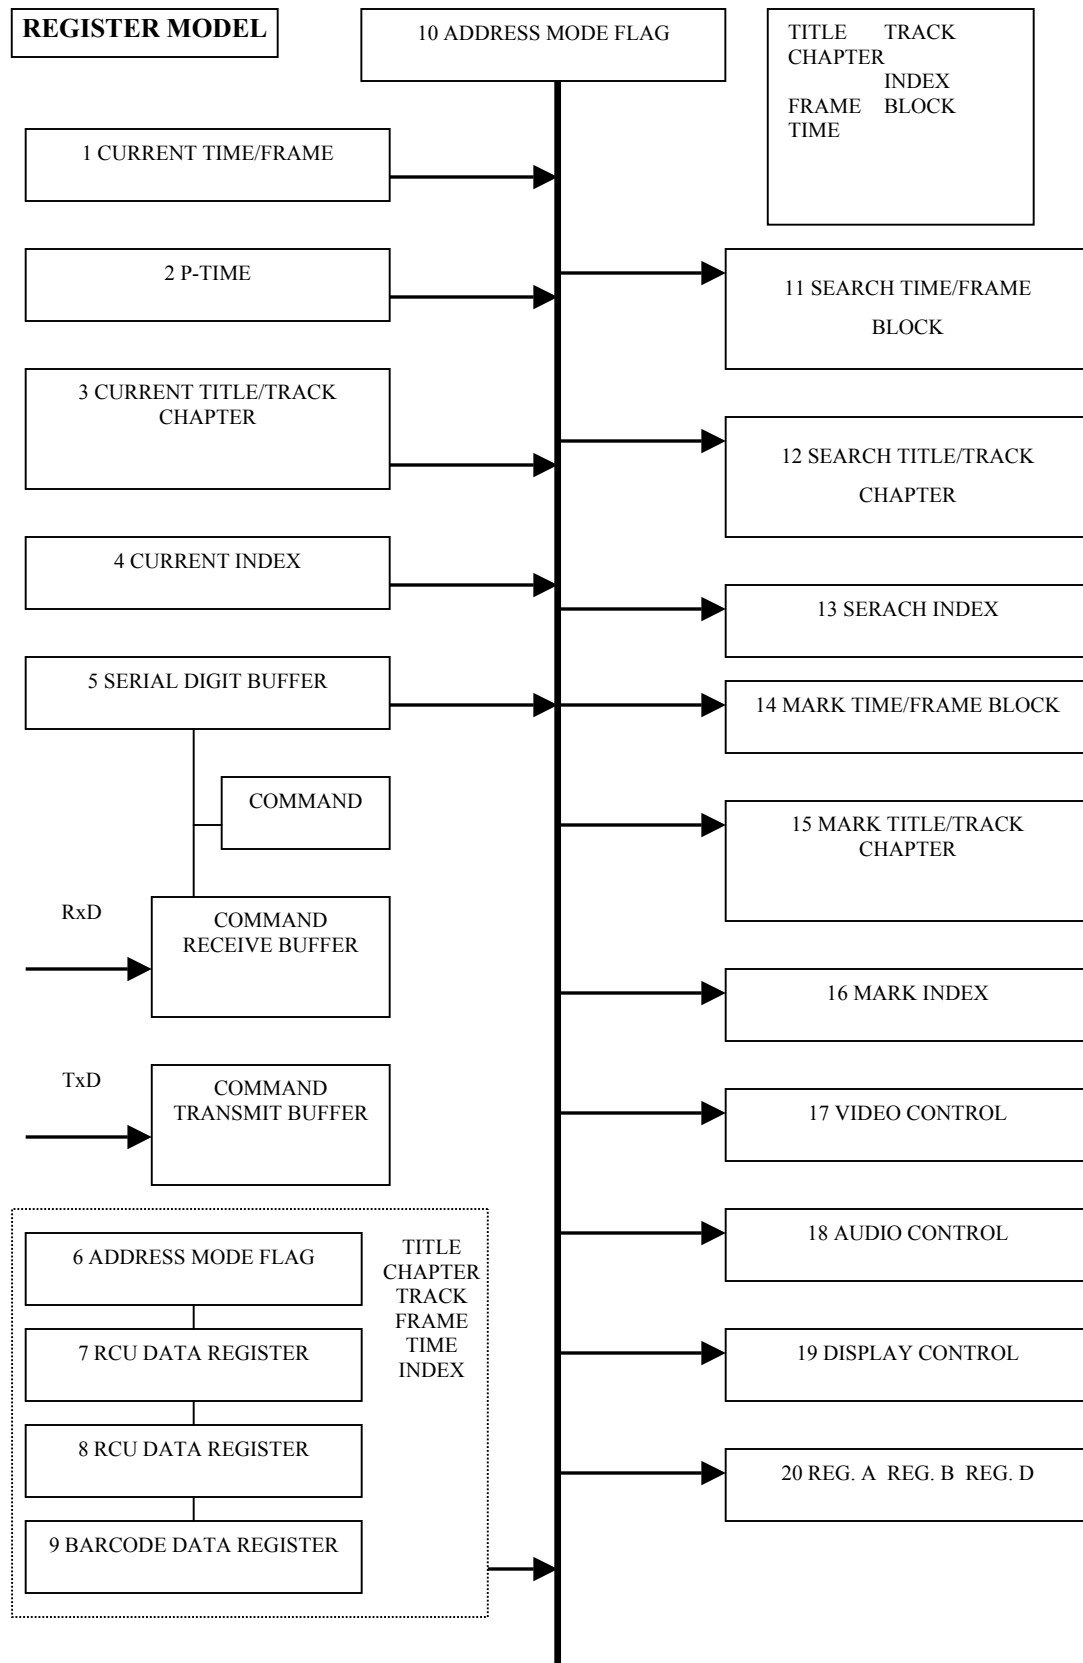 REGISTER MODEL
10 ADDRESS MODE FLAG
TITLE TRACK
CHAPTER
INDEX
FRAME BLOCK
TIME
1 CURRENT TIME/FRAME
2 P-TIME
3 CURRENT TITLE/TRACK
CHAPTER
4 CURRENT INDEX
5 SERIAL DIGIT BUFFER
COMMAND
RxD
COMMAND
RECEIVE BUFFER
TxD
COMMAND
TRANSMIT BUFFER
6 ADDRESS MODE FLAG
7 RCU DATA REGISTER
8 RCU DATA REGISTER
9 BARCODE DATA REGISTER
TITLE
CHAPTER
TRACK
FRAME
TIME
INDEX
11 SEARCH TIME/FRAME
BLOCK
12 SEARCH TITLE/TRACK
CHAPTER
13 SERACH INDEX
14 MARK TIME/FRAME BLOCK
15 MARK TITLE/TRACK
CHAPTER
16 MARK INDEX
17 VIDEO CONTROL
18 AUDIO CONTROL
19 DISPLAY CONTROL
20 REG. A REG. B REG. D